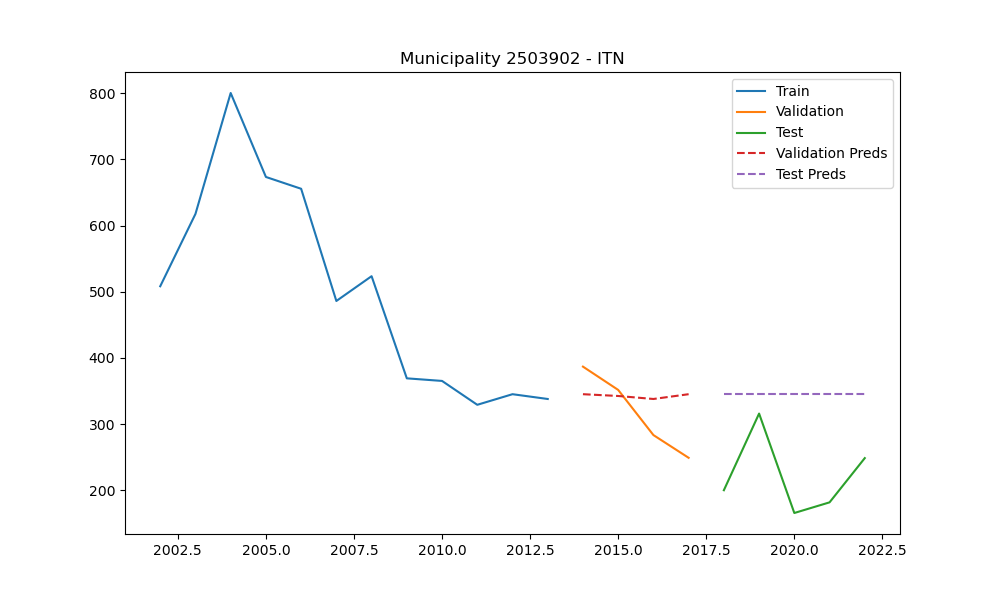 Municipality 2503902 - ITN
Train
Validation
Test
Validation Preds
Test Preds
800
700
600
500
400
300
200
2002.5 2005.0 2007.5 2010.0 2012.5 2015.0 2017.5 2020.0 2022.5